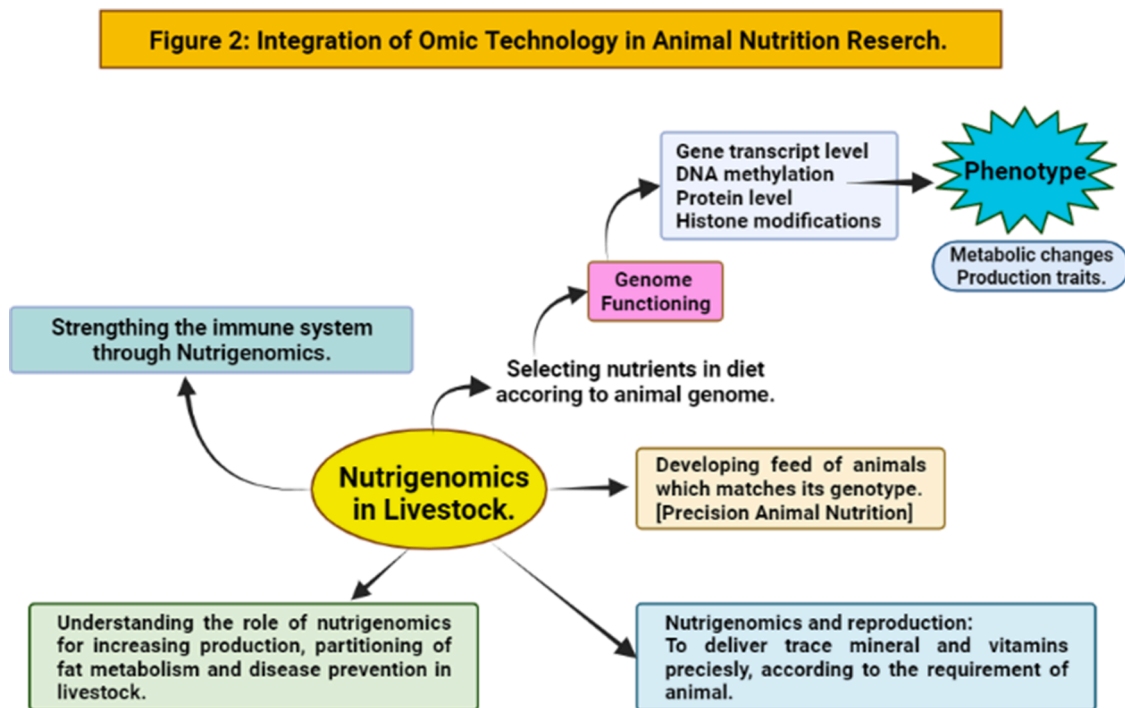 Figure 2: Integration of Omic Technology in Animal Nutrition Reserch.
Gene transcript level
DNA methylation
Protein level
Histone modifications
Phenotype
Metabolic changes
Production traits.
Genome
Functioning
Strengthing the immune system
through Nutrigenomics.
Selecting nutrients in diet
accoring to animal genome.
Nutrigenomics
in Livestock.
Developing feed of animals
which matches its genotype.
[Precision Animal Nutrition]
Understanding the role of nutrigenomics
for increasing production, partitioning of
fat metabolism and disease prevention in
livestock.
Nutrigenomics and reproduction:
To deliver trace mineral and vitamins
preciesly, according to the requirement of
animal.